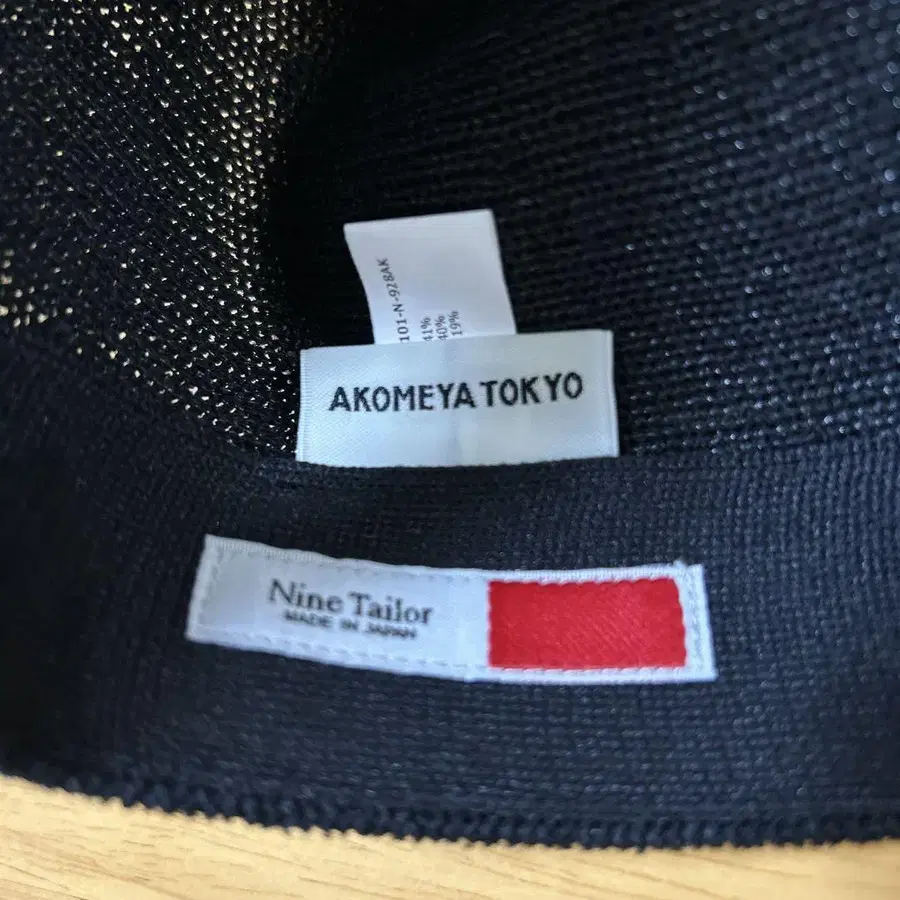 101-N-928AK
41%
40%
19%
AKOMEYA TOKYO
Nine Tailor
MADE IN JAPAN